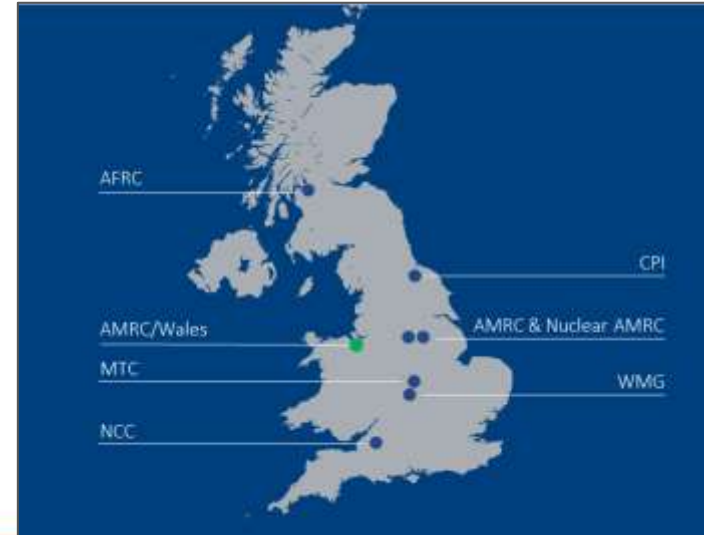 AFRC
CPI
AMRC/Wales
AMRC & Nuclear AMRC
MTC
WMG
NCC